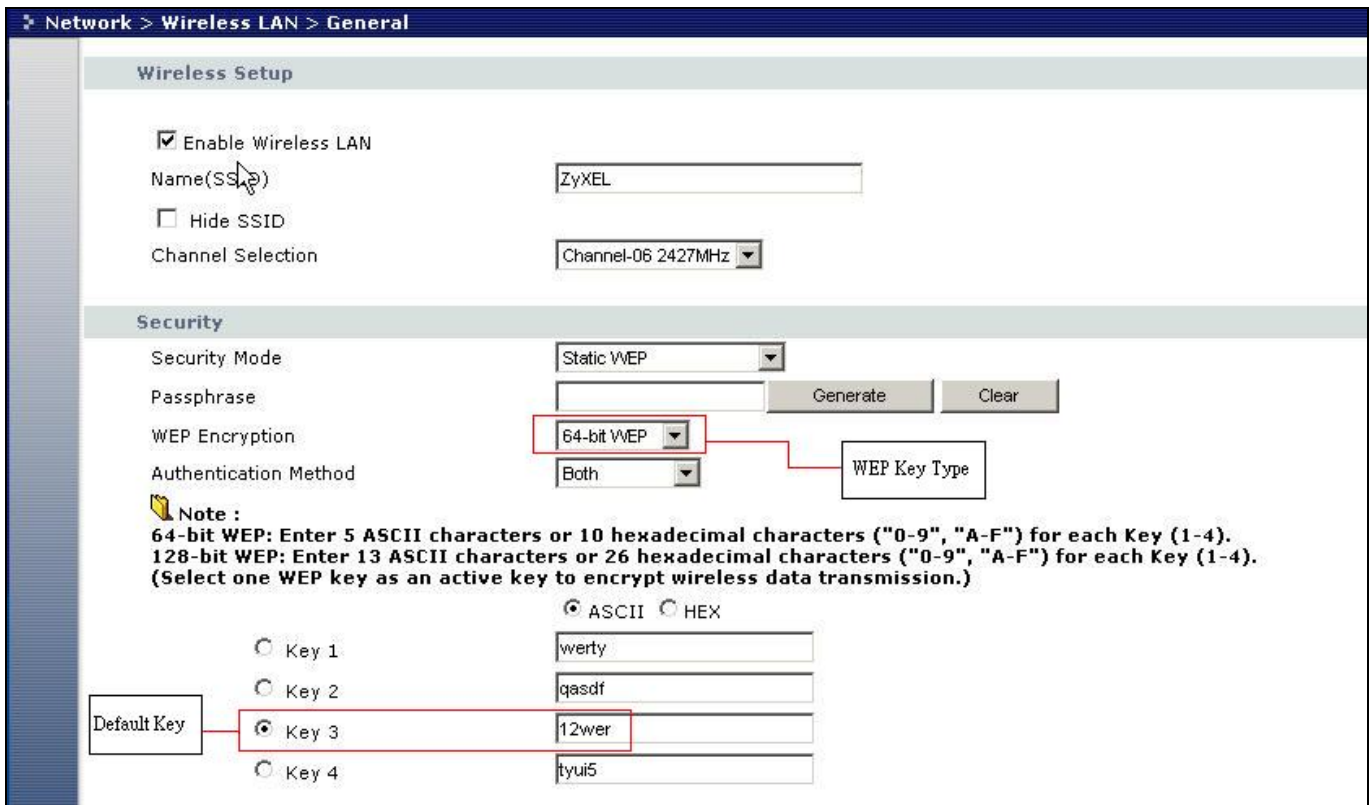 Network > Wireless LAN > General
Wireless Setup
Enable Wireless LAN
Name(SSID) ZyXEL
Hide SSID
Channel Selection Channel-06 2427MHz
Security
Security Mode Static WEP
Passphrase Generate Clear
WEP Encryption 64-bit WEP
WEP Key Type
Authentication Method Both
Note :
64-bit WEP: Enter 5 ASCII characters or 10 hexadecimal characters ("0-9", "A-F") for each Key (1-4).
128-bit WEP: Enter 13 ASCII characters or 26 hexadecimal characters ("0-9", "A-F") for each Key (1-4).
(Select one WEP key as an active key to encrypt wireless data transmission.)
ASCII HEX
Key 1 werty
Key 2 qasdf
Default Key
Key 3 12wer
Key 4 tyui5